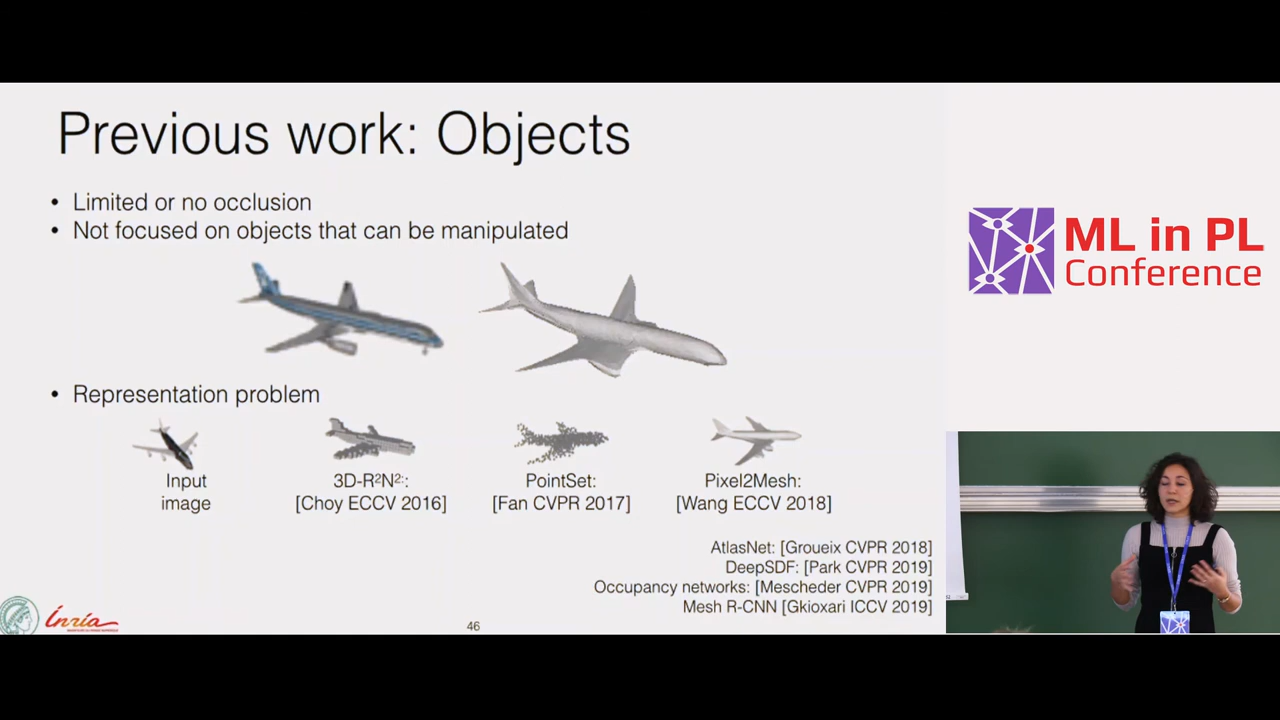 Previous work: Objects
• Limited or no occlusion
• Not focused on objects that can be manipulated
• Representation problem
Input image
3D-R²N²:: [Choy ECCV 2016]
PointSet: [Fan CVPR 2017]
Pixel2Mesh: [Wang ECCV 2018]
AtlasNet: [Groueix CVPR 2018]
DeepSDF: [Park CVPR 2019]
Occupancy networks: [Mescheder CVPR 2019]
Mesh R-CNN [Gkioxari ICCV 2019]
Inria
46
ML in PL
Conference